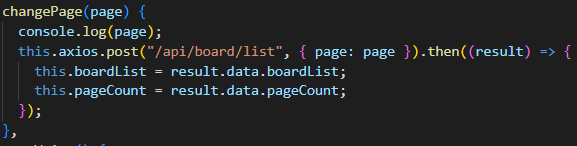 changePage(page) {
console.log(page);
this.axios.post("/api/board/list", { page: page }).then((result) => {
this.boardList = result.data.boardList;
this.pageCount = result.data.pageCount;
});
},